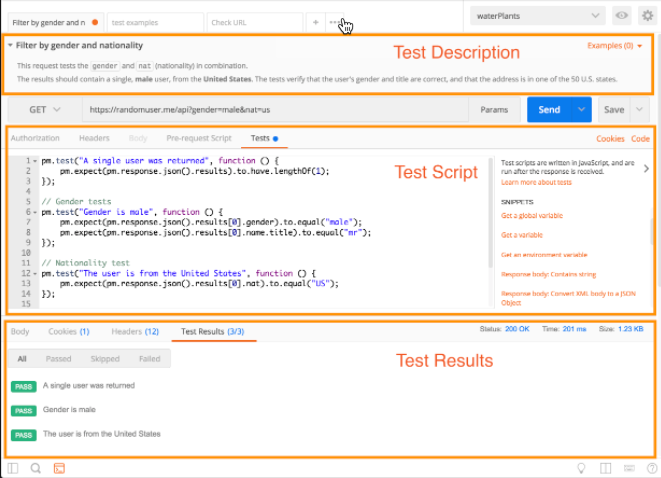 Filter by gender and n
test examples
Check URL
+
•••
waterPlants
Filter by gender and nationality
Test Description
Examples (0)
This request tests the gender and nat (nationality) in combination.
The results should contain a single, male user, from the United States. The tests verify that the user's gender and title are correct, and that the address is in one of the 50 U.S. states.
GET
https://randomuser.me/api?gender=male&nat=us
Params
Send
Save
Authorization
Headers
Body
Pre-request Script
Tests
Cookies
Code
1 pm.test("A single user was returned", function () {
2 pm.expect(pm.response.json().results).to.have.lengthOf(1);
3 });
4
5 // Gender tests
6 pm.test("Gender is male", function () {
7 pm.expect(pm.response.json().results[0].gender).to.equal("male");
8 pm.expect(pm.response.json().results[0].name.title).to.equal("mr");
9 });
10
11 // Nationality test
12 pm.test("The user is from the United States", function () {
13 pm.expect(pm.response.json().results[0].nat).to.equal("US");
14 });
15
Test Script
Test scripts are written in JavaScript, and are
run after the response is received.
Learn more about tests
SNIPPETS
Get a global variable
Get a variable
Get an environment variable
Response body: Contains string
Response body: Convert XML body to a JSON
Object
Body
Cookies (1)
Headers (12)
Test Results (3/3)
Status: 200 OK
Time: 201 ms
Size: 1.23 KB
All
Passed
Skipped
Failed
Test Results
PASS A single user was returned
PASS Gender is male
PASS The user is from the United States